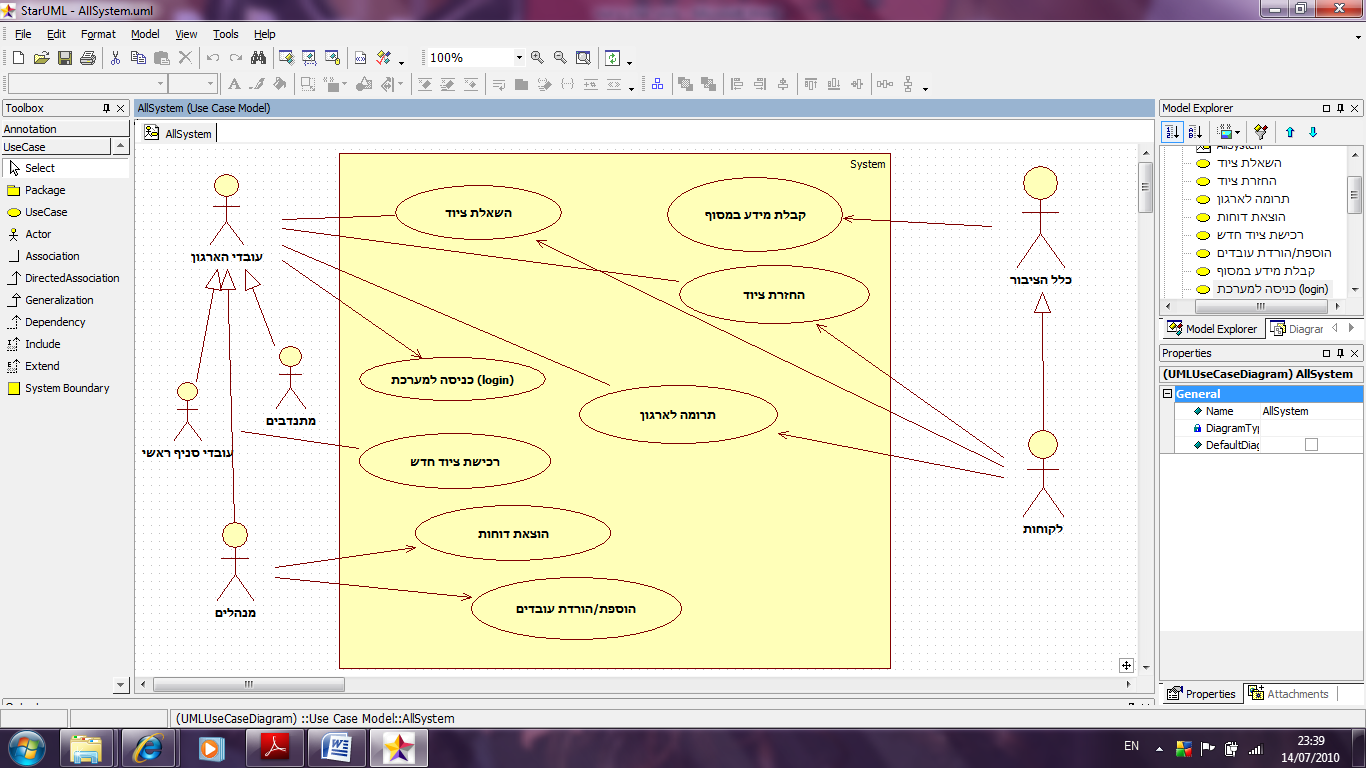 StarUML - AllSystem.uml
File Edit Format Model View Tools Help
100%
Toolbox
Annotation
UseCase
Select
Package
UseCase
Actor
Association
DirectedAssociation
Generalization
Dependency
Include
Extend
System Boundary
AllSystem (Use Case Model)
AllSystem
System
השאלת ציוד
קבלת מידע במסוף
עובדי הארגון
כלל הציבור
החזרת ציוד
כניסה למערכת (login)
תרומה לארגון
מתנדבים
עובדי סניף ראשי
רכישת ציוד חדש
לקוחות
הוצאת דוחות
מנהלים
הוספת/הורדת עובדים
Model Explorer
AllSystem
השאלת ציוד
החזרת ציוד
תרומה לארגון
הוצאת דוחות
רכישת ציוד חדש
הוספת/הורדת עובדים
קבלת מידע במסוף
כניסה למערכת (login)
Model Explorer Diagrar
Properties
(UMLUseCaseDiagram) AllSystem
General
Name AllSystem
DiagramTy
DefaultDiag
Properties Attachments
(UMLUseCaseDiagram) ::Use Case Model::AllSystem
EN
23:39
14/07/2010